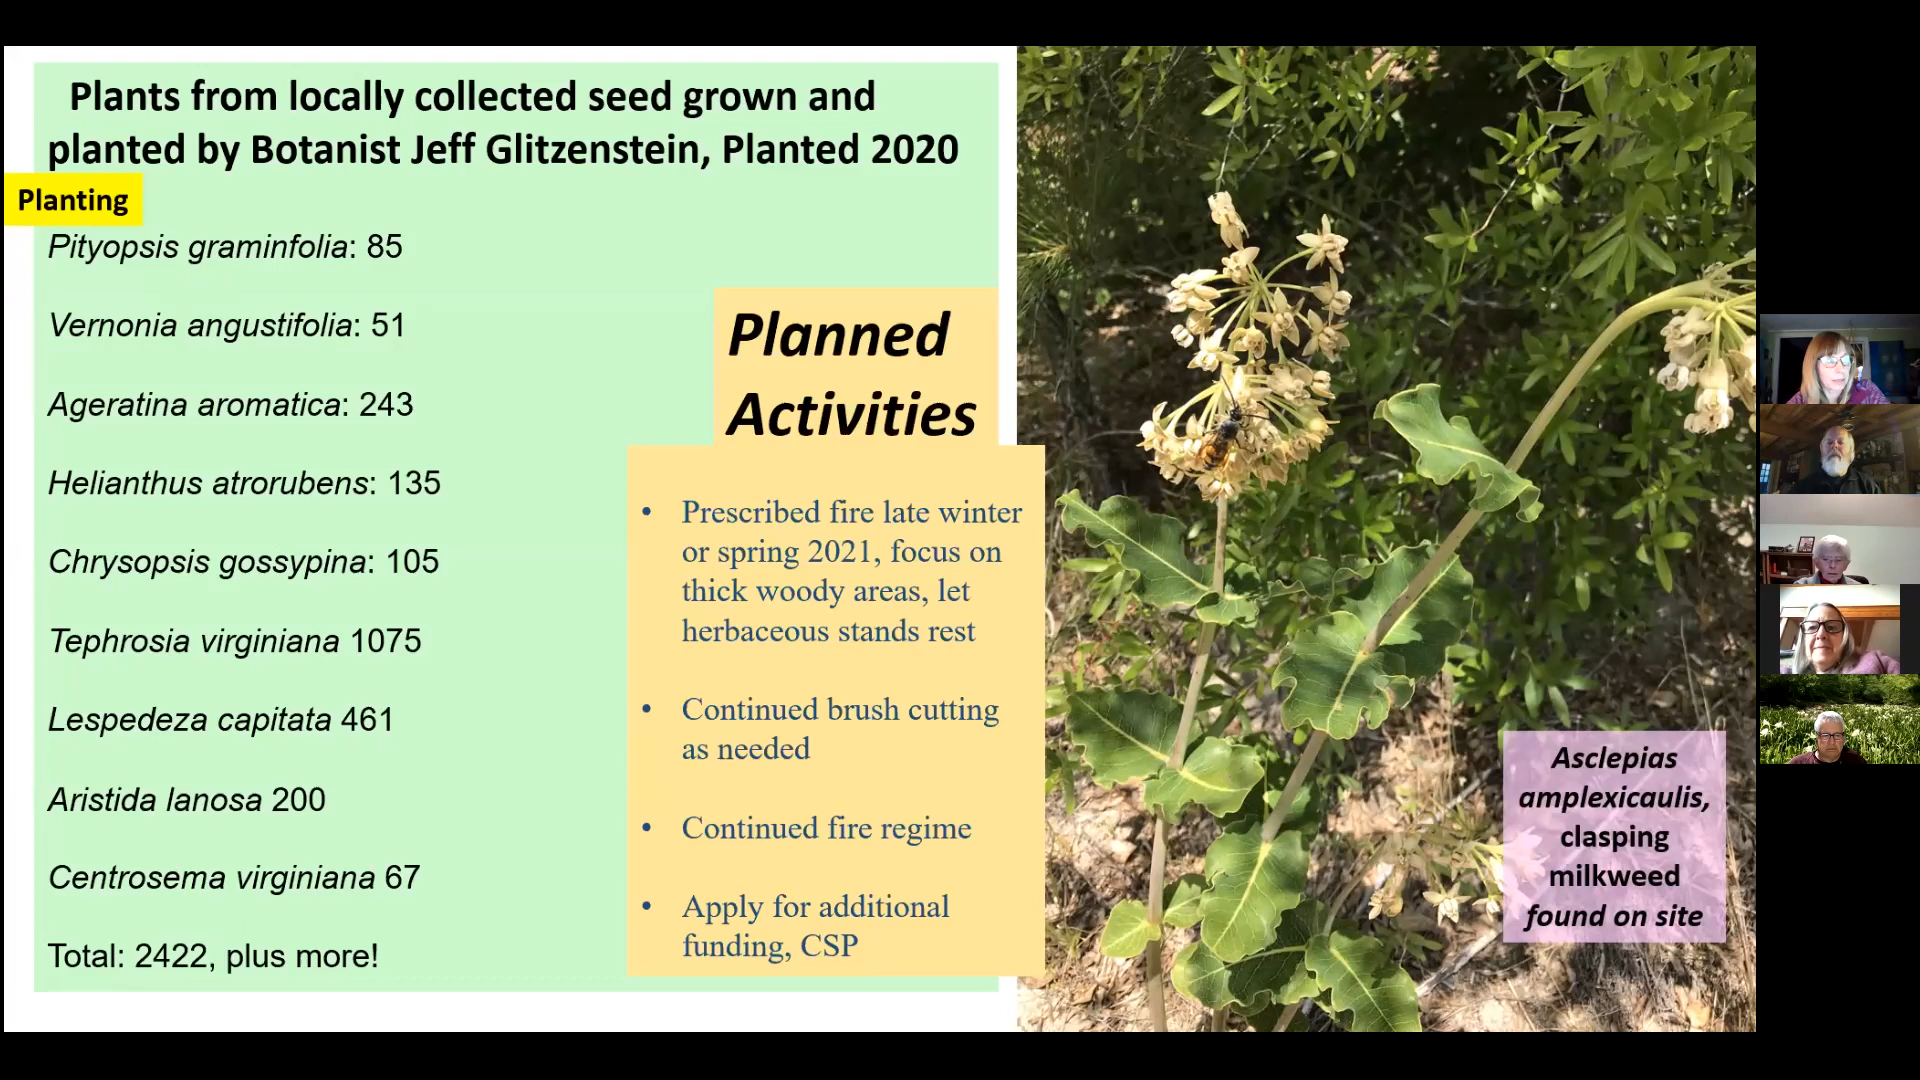 Plants from locally collected seed grown and
planted by Botanist Jeff Glitzenstein, Planted 2020
Planting
Pityopsis graminfolia: 85
Vernonia angustifolia: 51
Ageratina aromatica: 243
Helianthus atrorubens: 135
Chrysopsis gossypina: 105
Tephrosia virginiana 1075
Lespedeza capitata 461
Aristida lanosa 200
Centrosema virginiana 67
Total: 2422, plus more!
Planned
Activities
• Prescribed fire late winter
or spring 2021, focus on
thick woody areas, let
herbaceous stands rest
• Continued brush cutting
as needed
• Continued fire regime
• Apply for additional
funding, CSP
Asclepias
amplexicaulis,
clasping
milkweed
found on site